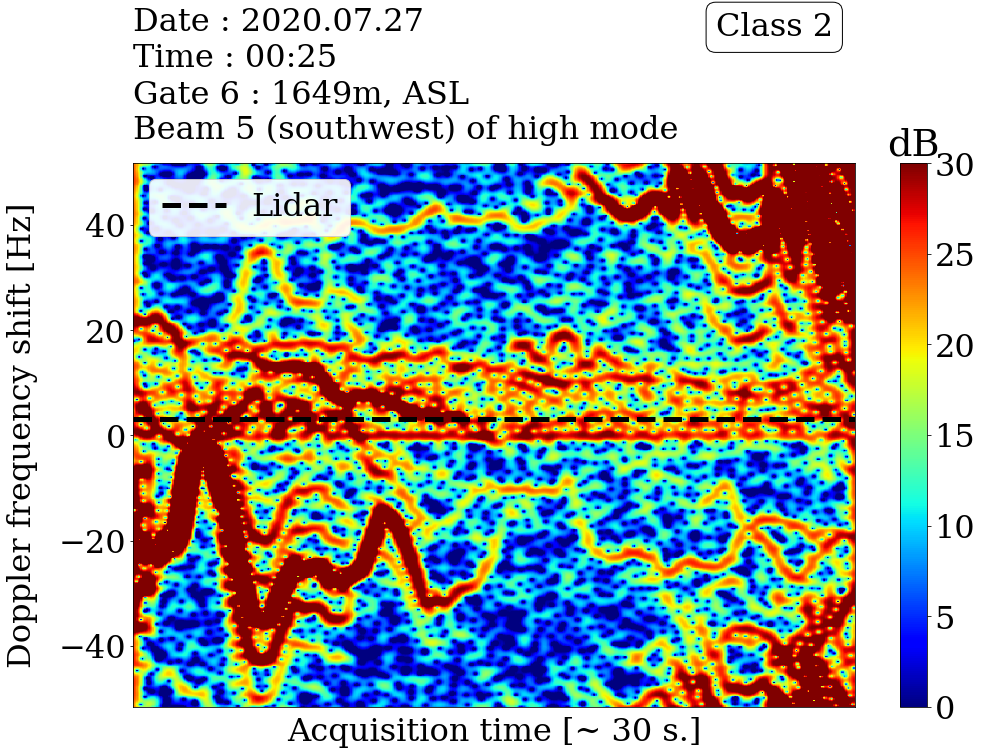 Date : 2020.07.27
Time : 00:25
Gate 6 : 1649m, ASL
Beam 5 (southwest) of high mode
Class 2
dB
Lidar
Doppler frequency shift [Hz]
40
20
0
−20
−40
Acquisition time [~ 30 s.]
30
25
20
15
10
5
0